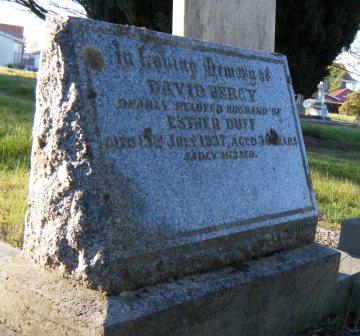 In Loving Memory of
DAVID PERCY
DEARLY BELOVED HUSBAND OF
ESTHER DUFF
DIED 13TH JULY 1937, AGED YEARS
SADLY MISSED.